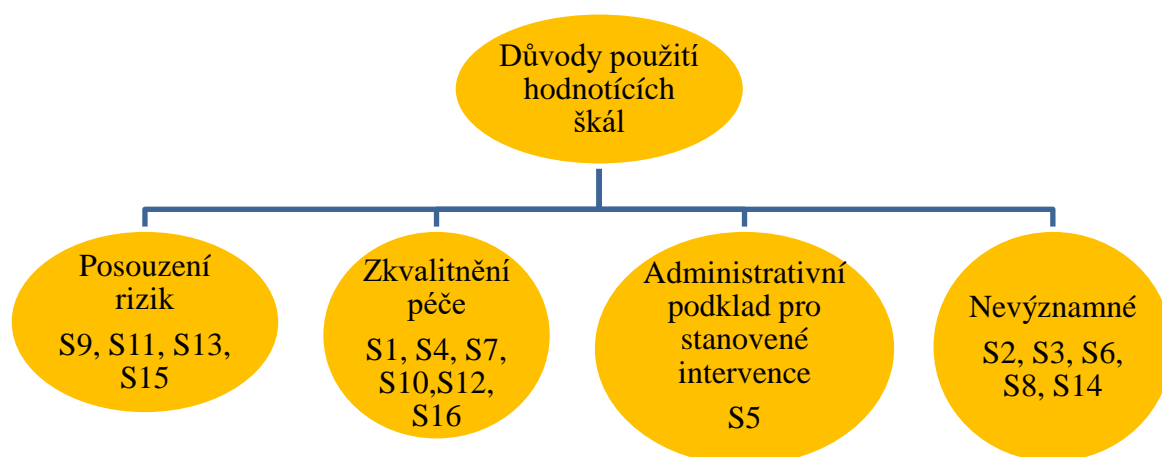 Důvody použití
hodnotících
škál
Posouzení
rizik
S9, S11, S13,
S15
Zkvalitnění
péče
S1, S4, S7,
S10,S12,
S16
Administrativní
podklad pro
stanovené
intervence
S5
Nevýznamné
S2, S3, S6,
S8, S14